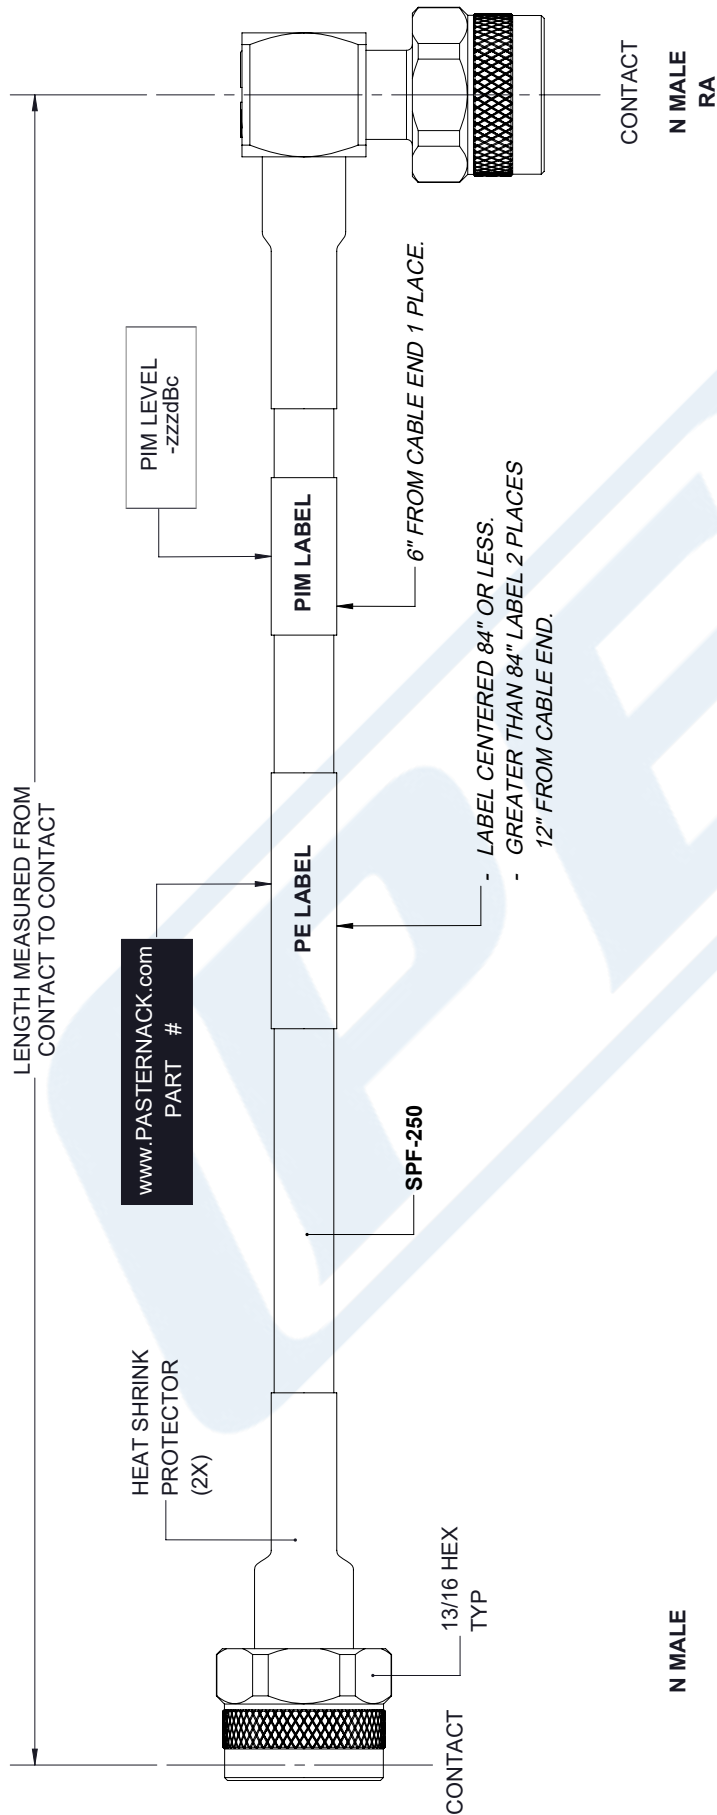 LENGTH MEASURED FROM
CONTACT TO CONTACT
www.PASTERNACK.com
PART #
PIM LEVEL
-zzzdBc
HEAT SHRINK
PROTECTOR
(2X)
PE LABEL
PIM LABEL
SPF-250
6" FROM CABLE END 1 PLACE.
- LABEL CENTERED 84" OR LESS.
- GREATER THAN 84" LABEL 2 PLACES
12" FROM CABLE END.
13/16 HEX
TYP
CONTACT
CONTACT
N MALE
N MALE
RA